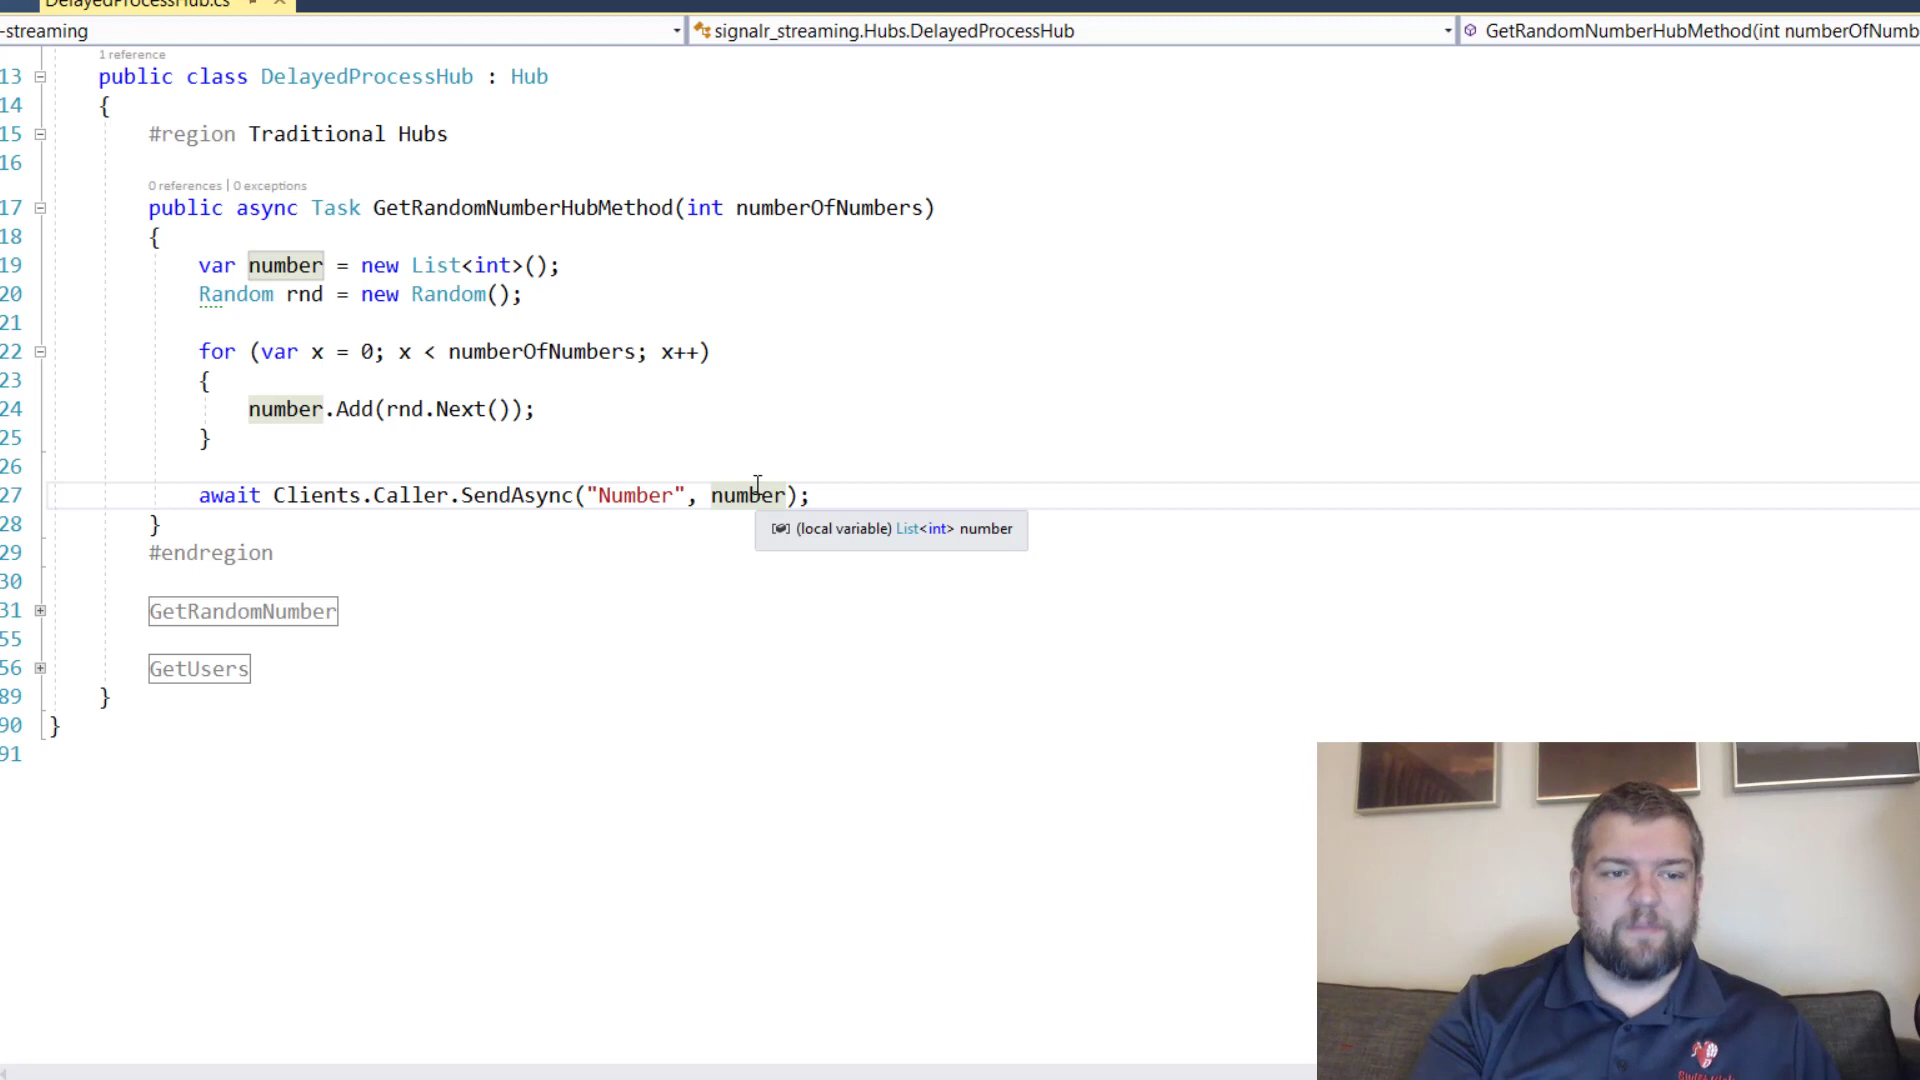 DelayedProcessHub.cs
-streaming
signalr_streaming.Hubs.DelayedProcessHub
GetRandomNumberHubMethod(int numberOfNumb
1 reference
13 public class DelayedProcessHub : Hub
14 {
15 #region Traditional Hubs
16
0 references | 0 exceptions
17 public async Task GetRandomNumberHubMethod(int numberOfNumbers)
18 {
19 var number = new List<int>();
20 Random rnd = new Random();
21
22 for (var x = 0; x < numberOfNumbers; x++)
23 {
24 number.Add(rnd.Next());
25 }
26
27 await Clients.Caller.SendAsync("Number", number);
(local variable) List<int> number
28 }
29 #endregion
30
31 GetRandomNumber
55
56 GetUsers
89 }
90 }
91